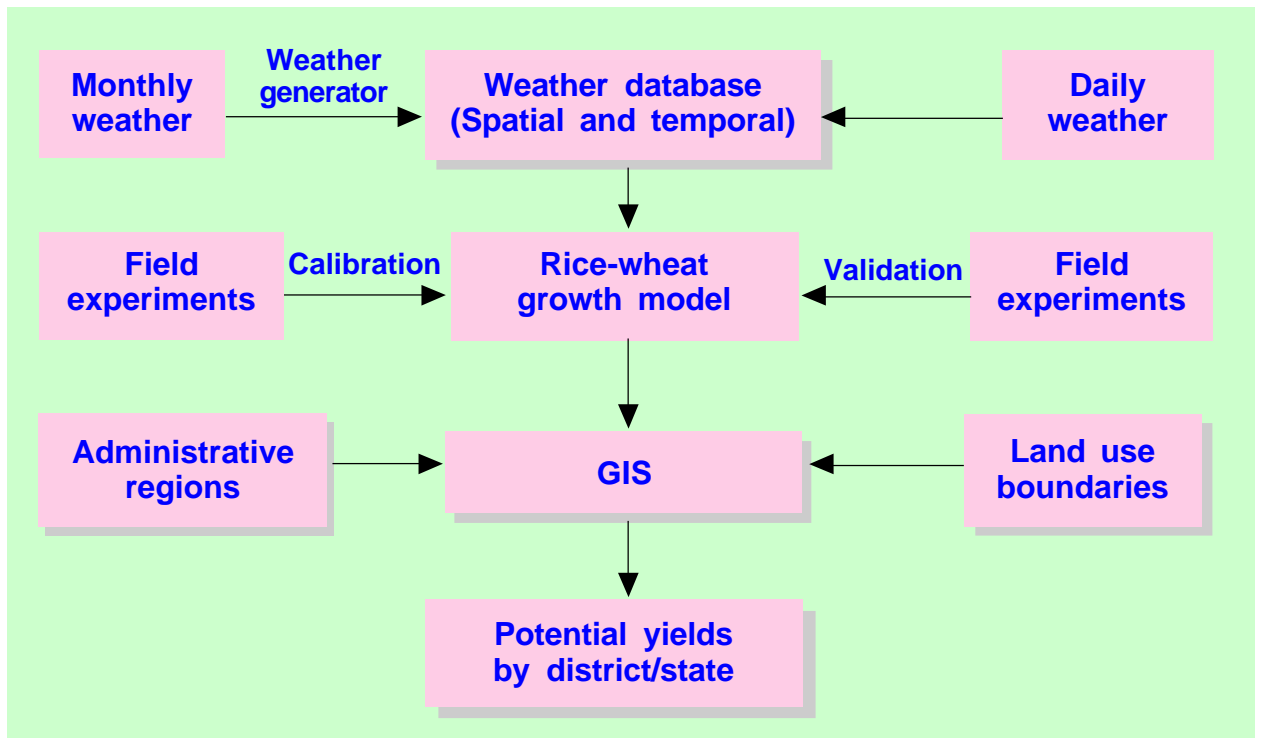 Monthly
weather
Weather
generator
Weather database
(Spatial and temporal)
Daily
weather
Field
experiments
Calibration
Rice-wheat
growth model
Validation
Field
experiments
Administrative
regions
GIS
Land use
boundaries
Potential yields
by district/state